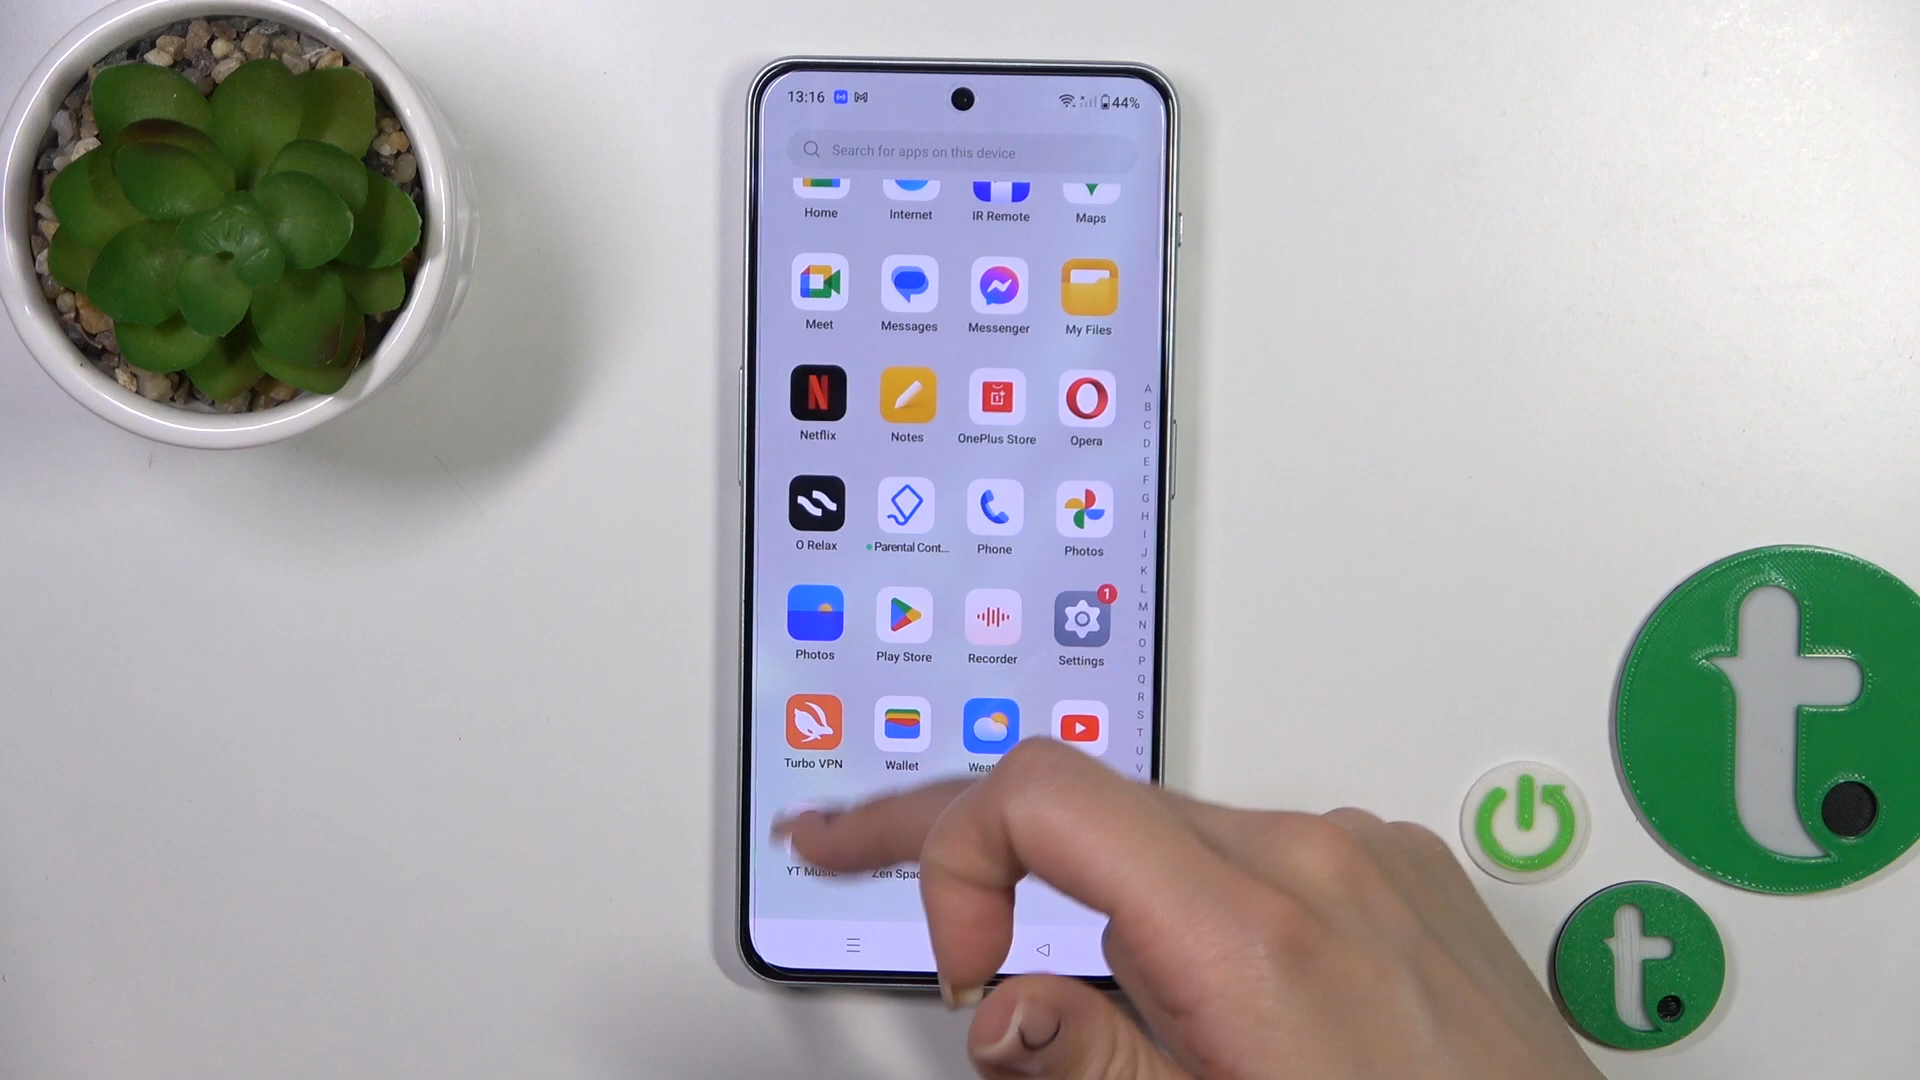 13:16 44%
Search for apps on this device
Home Internet IR Remote Maps
Meet Messages Messenger My Files
Netflix Notes OnePlus Store Opera
O Relax Parental Cont... Phone Photos
Photos Play Store Recorder Settings
1
Turbo VPN Wallet
YT Music
A
B
C
D
E
F
G
H
I
J
K
L
M
N
O
P
Q
R
S
T
U
V
t
t